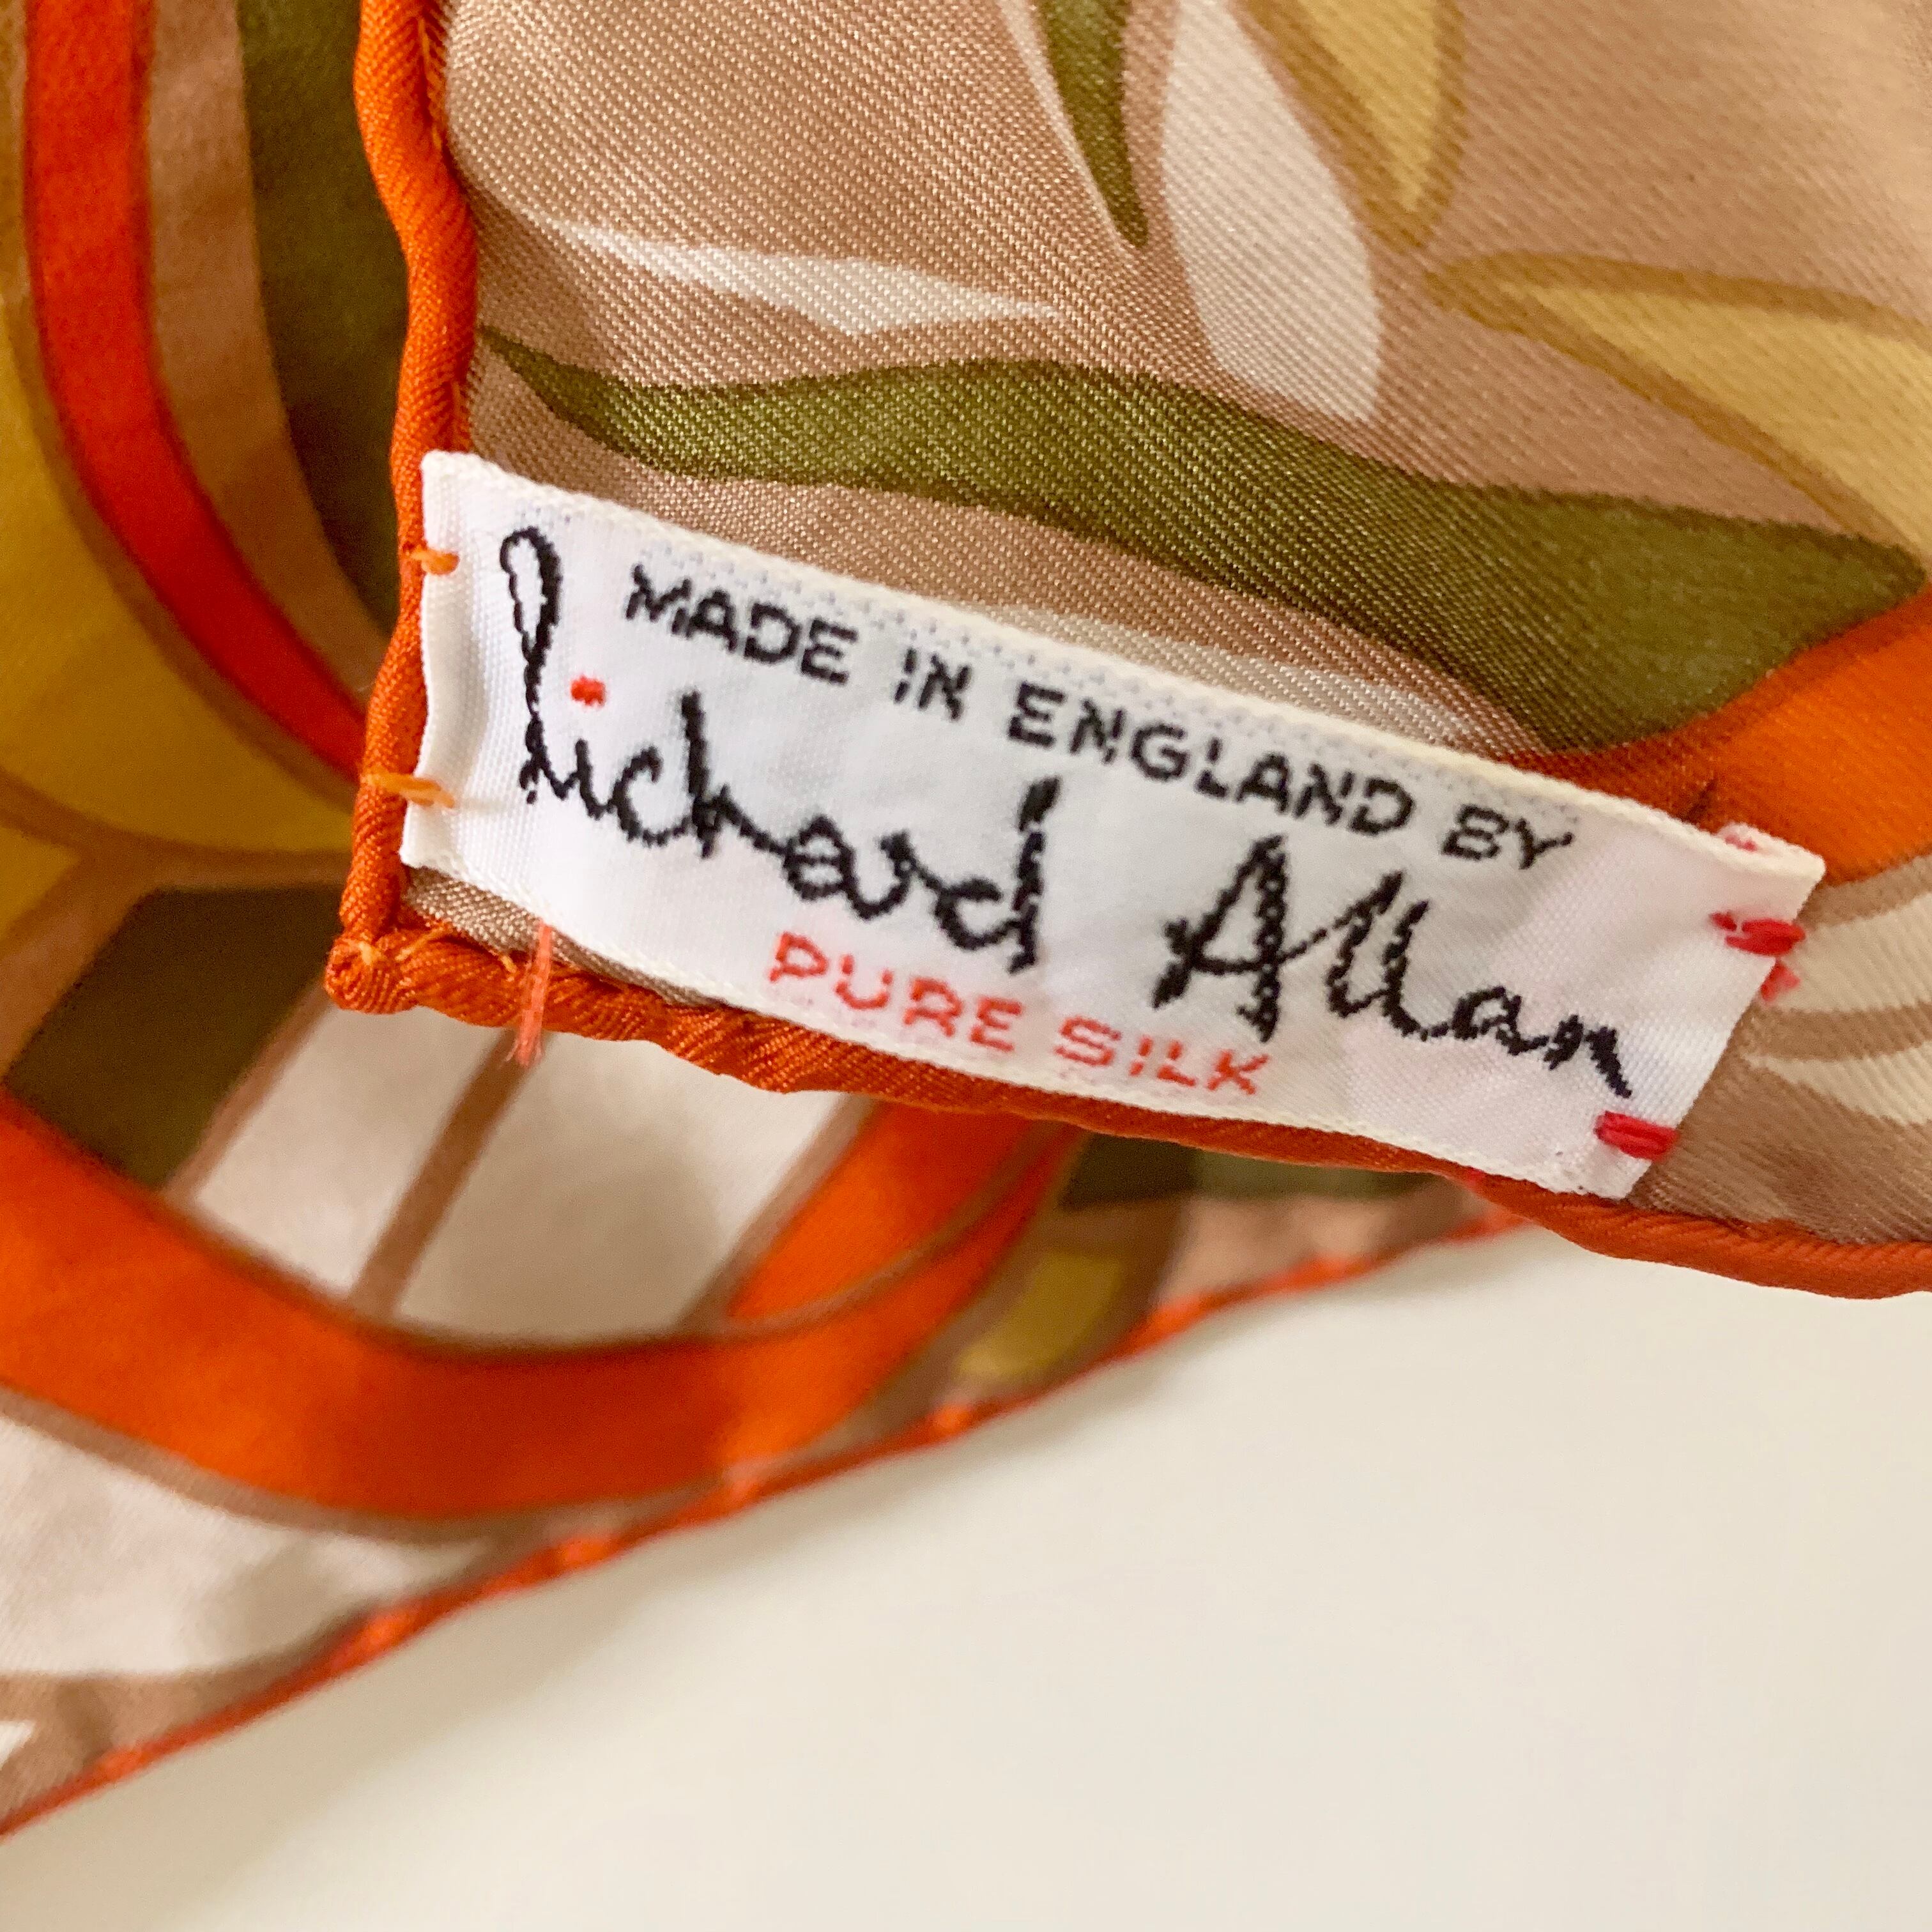 MADE IN ENGLAND BY
Richard Allan
PURE SILK